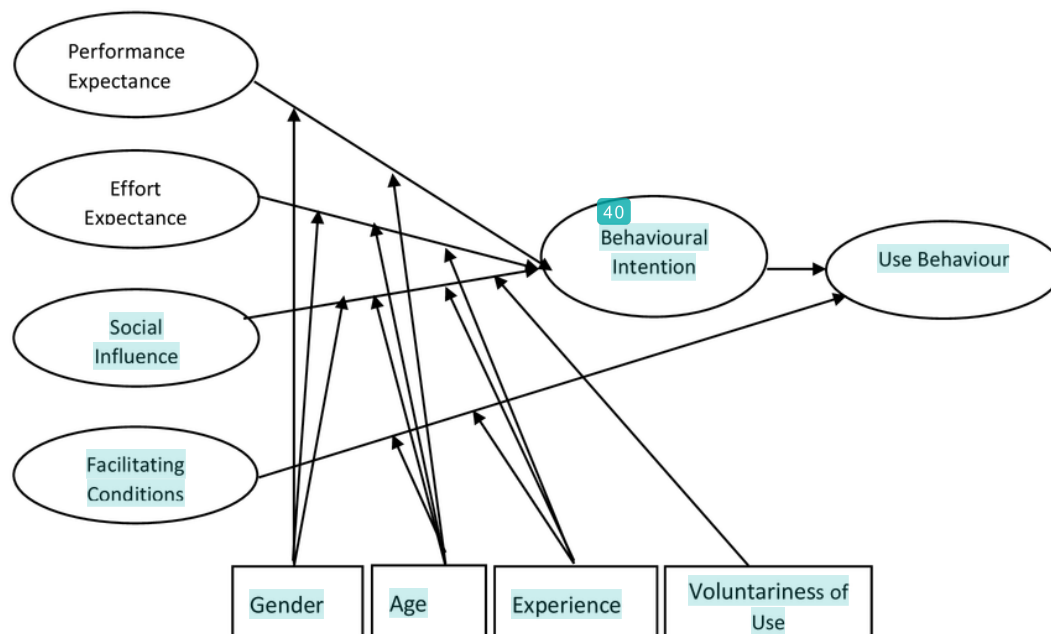 Performance
Expectance
Effort
Expectance
40
Behavioural
Intention
Use Behaviour
Social
Influence
Facilitating
Conditions
Gender
Age
Experience
Voluntariness of
Use